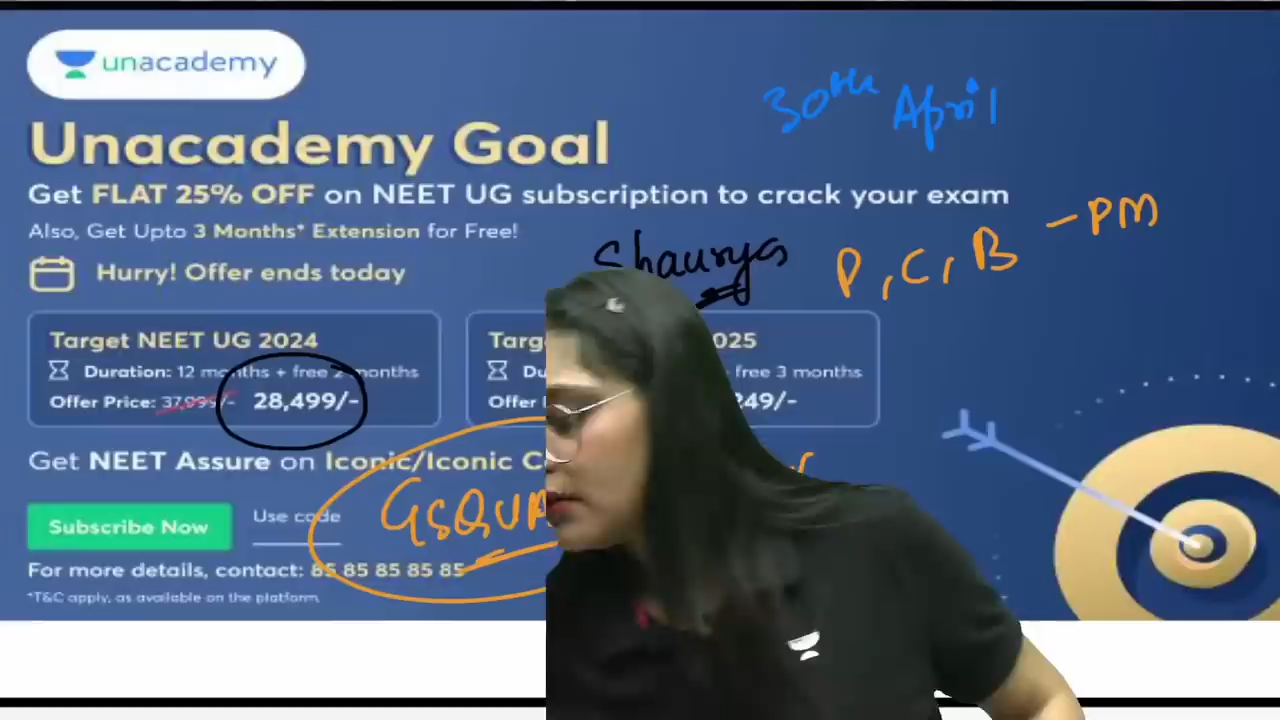 unacademy
30th April
Unacademy Goal
Get FLAT 25% OFF on NEET UG subscription to crack your exam
Also, Get Upto 3 Months* Extension for Free!
– PM
Shaurya
P, C, B
Hurry! Offer ends today
Target NEET UG 2024
Duration: 12 months + free 2 months
Offer Price: 37,999/- 28,499/-
Targ 025
Du free 3 months
Offer 249/-
Get NEET Assure on Iconic/Iconic C
GSQUA
Subscribe Now
Use code
For more details, contact: 85 85 85 85 85
*T&C apply, as available on the platform.